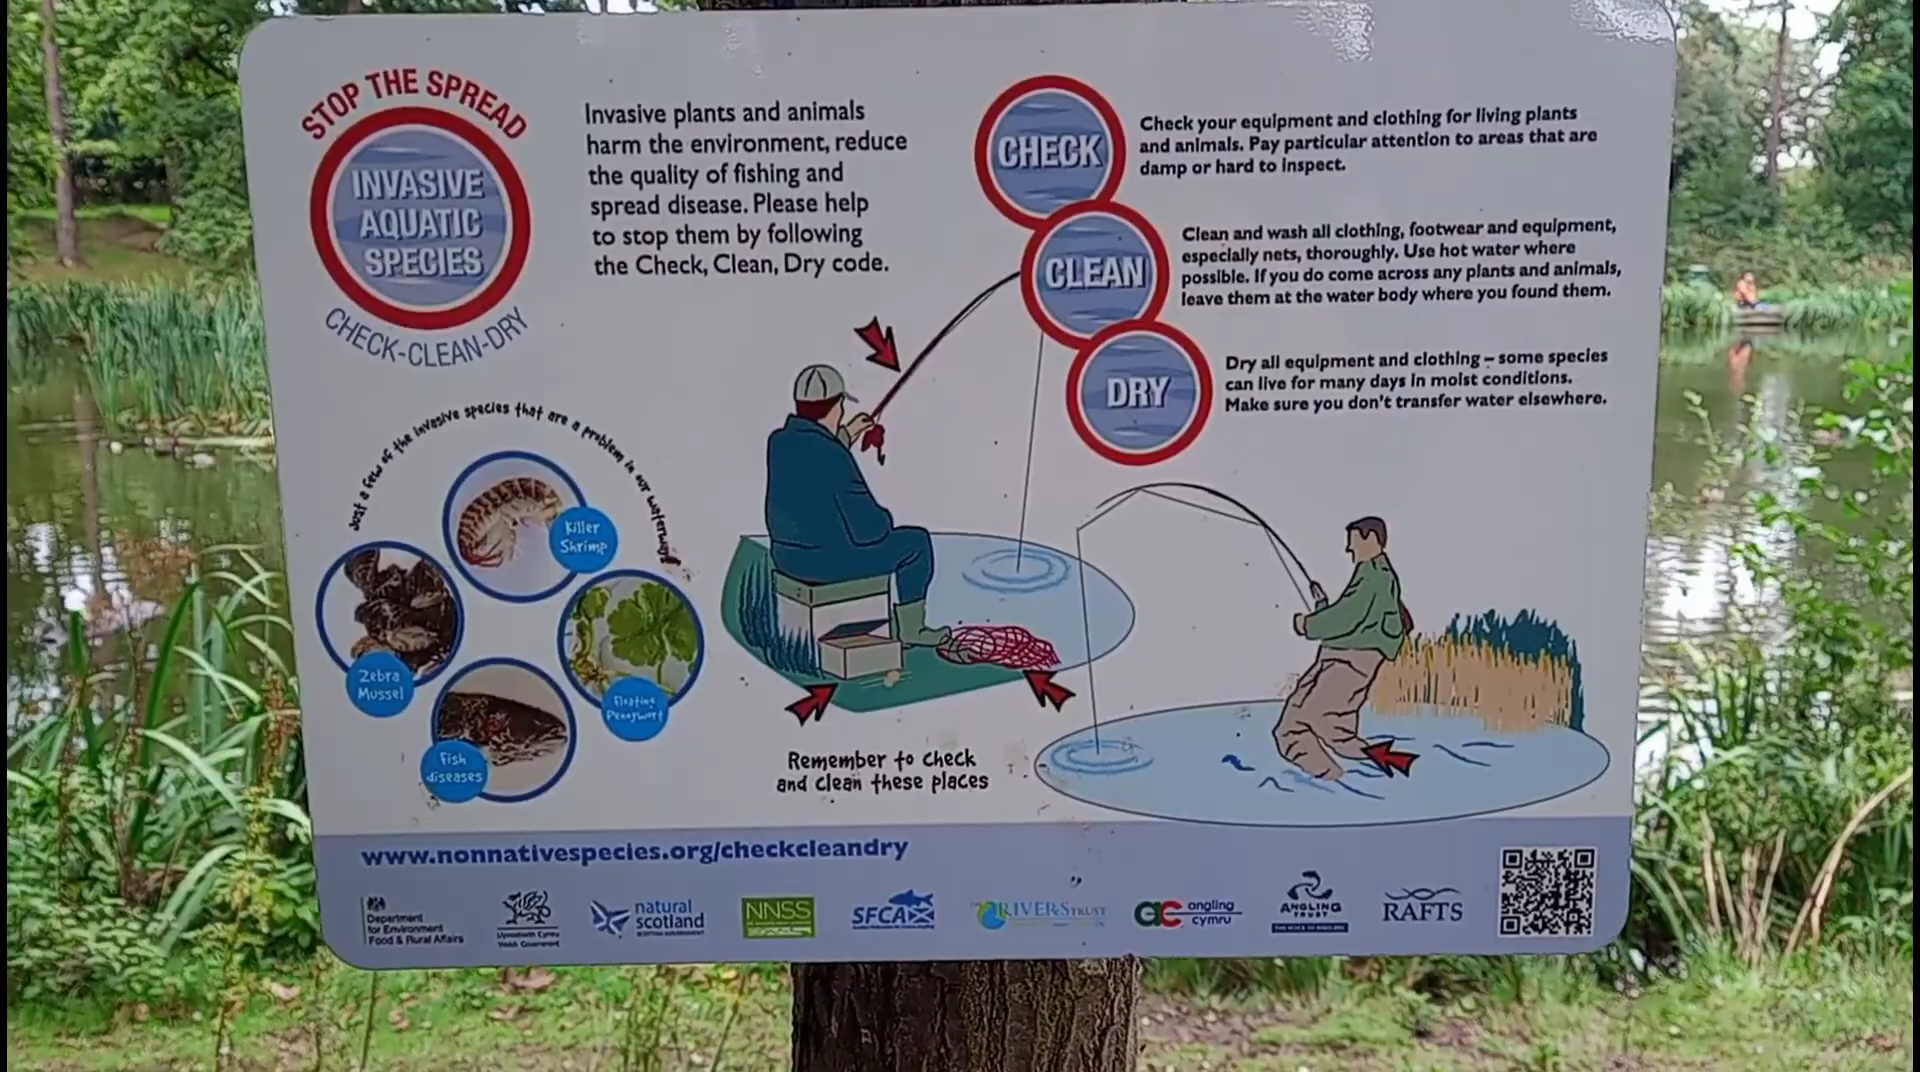 STOP THE SPREAD
INVASIVE
AQUATIC
SPECIES
CHECK-CLEAN-DRY
Invasive plants and animals
harm the environment, reduce
the quality of fishing and
spread disease. Please help
to stop them by following
the Check, Clean, Dry code.
CHECK
Check your equipment and clothing for living plants
and animals. Pay particular attention to areas that are
damp or hard to inspect.
CLEAN
Clean and wash all clothing, footwear and equipment,
especially nets, thoroughly. Use hot water where
possible. If you do come across any plants and animals,
leave them at the water body where you found them.
DRY
Dry all equipment and clothing – some species
can live for many days in moist conditions.
Make sure you don't transfer water elsewhere.
Just a few of the invasive species that are a problem in our waterways
Killer
Shrimp
Zebra
Mussel
Floating
Pennywort
Fish
diseases
Remember to check
and clean these places
www.nonnativespecies.org/checkcleandry
Department
for Environment
Food & Rural Affairs
Llywodraeth Cymru
Welsh Government
natural
scotland
SCOTTISH GOVERNMENT
NNSS
SFCA
THE RIVERS TRUST
ac angling
cymru
ANGLING
TRUST
RAFTS